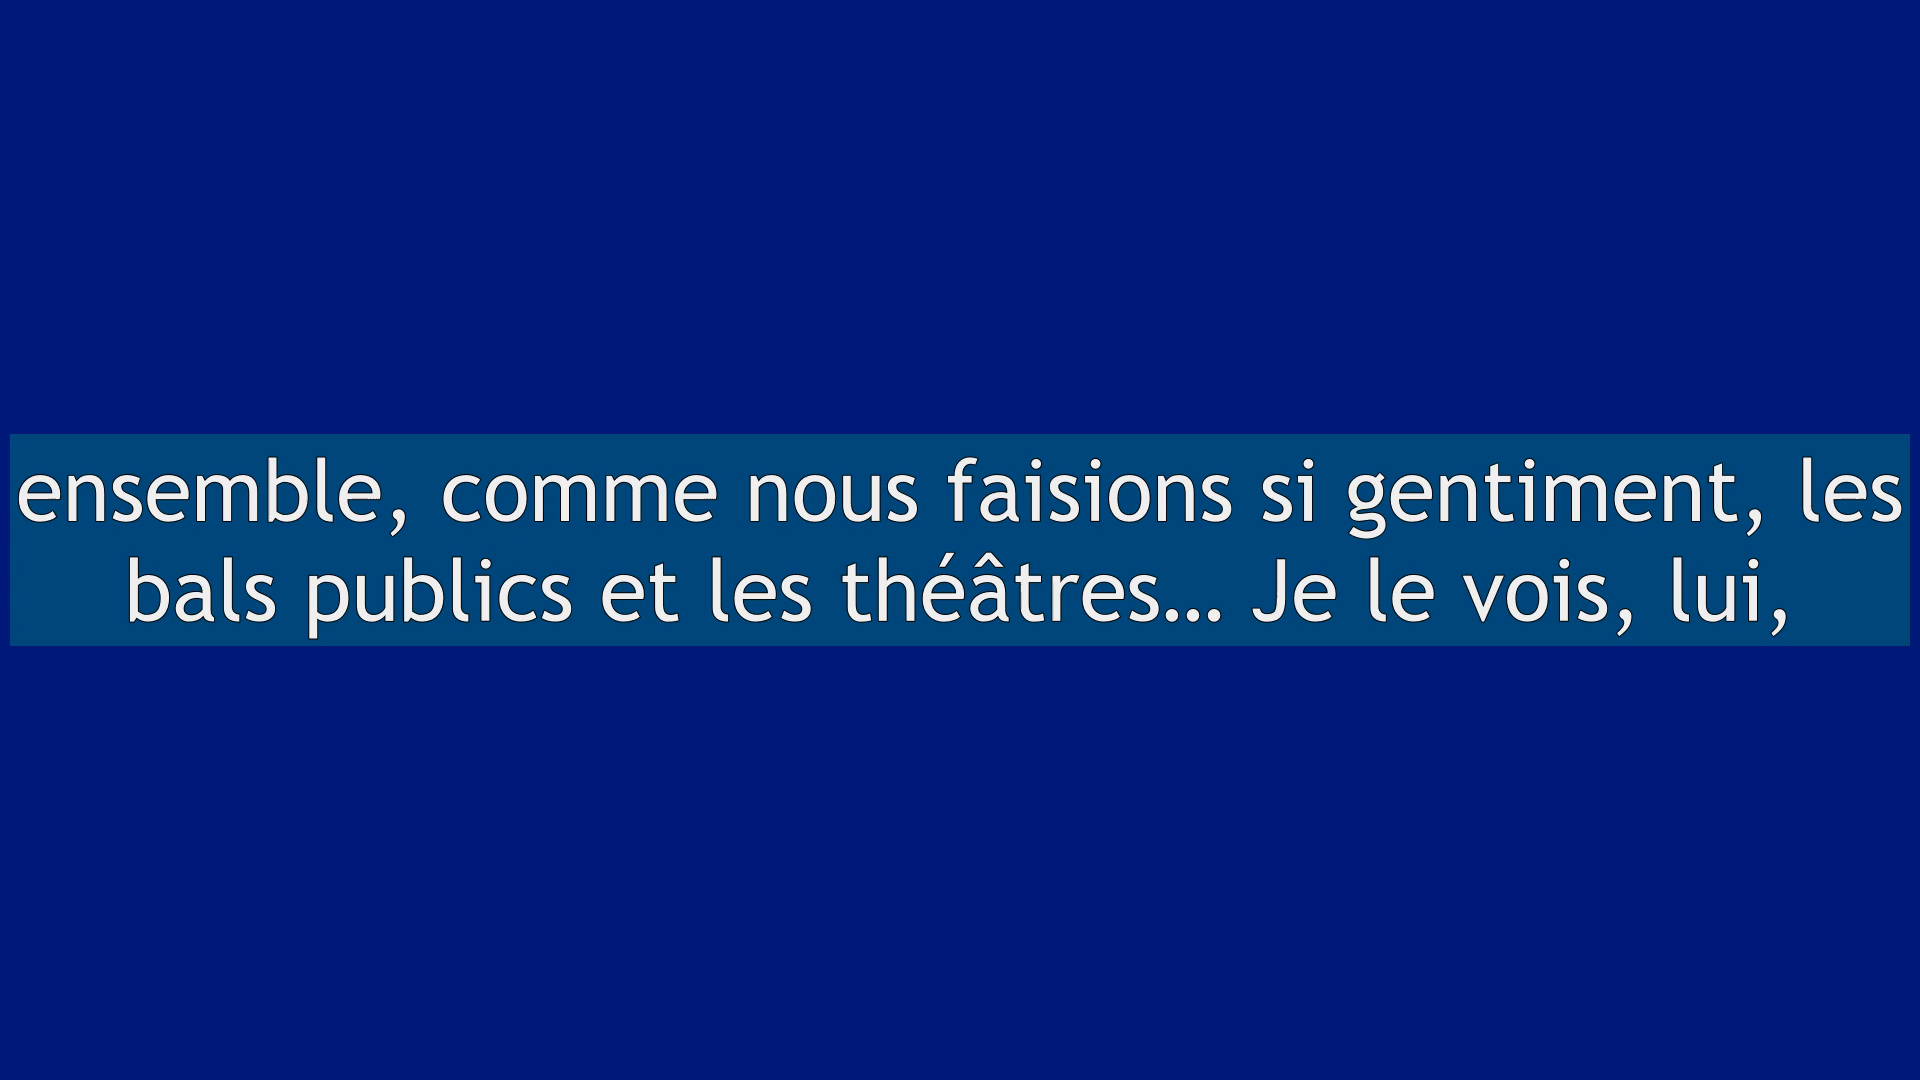 ensemble, comme nous faisions si gentiment, les
bals publics et les théâtres... Je le vois, lui,